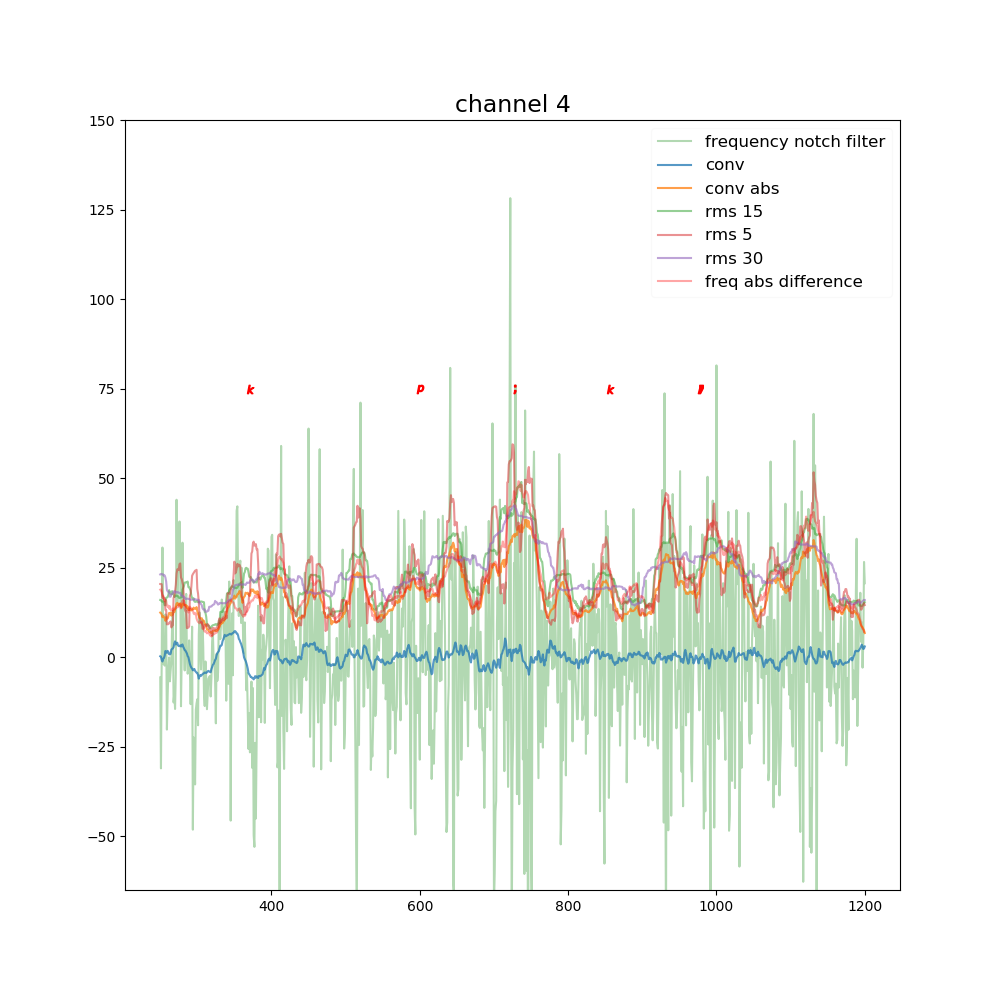 channel 4
150
125
100
75
50
25
0
−25
−50
frequency notch filter
conv
conv abs
rms 15
rms 5
rms 30
freq abs difference
k p ; k
400 600 800 1000 1200